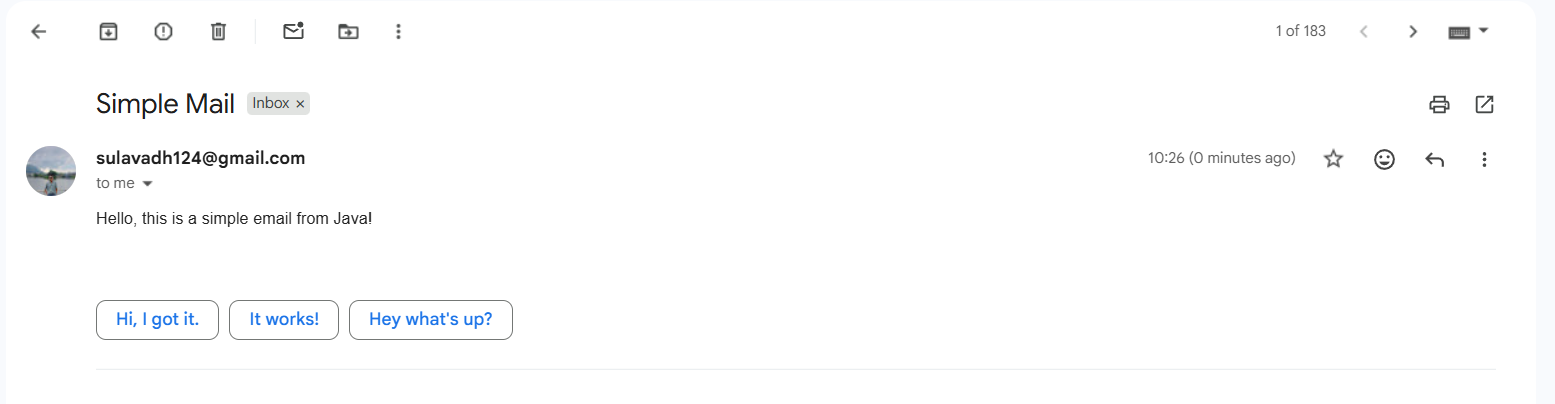 1 of 183
Simple Mail Inbox ×
sulavadh124@gmail.com 10:26 (0 minutes ago)
to me
Hello, this is a simple email from Java!
Hi, I got it. It works! Hey what's up?